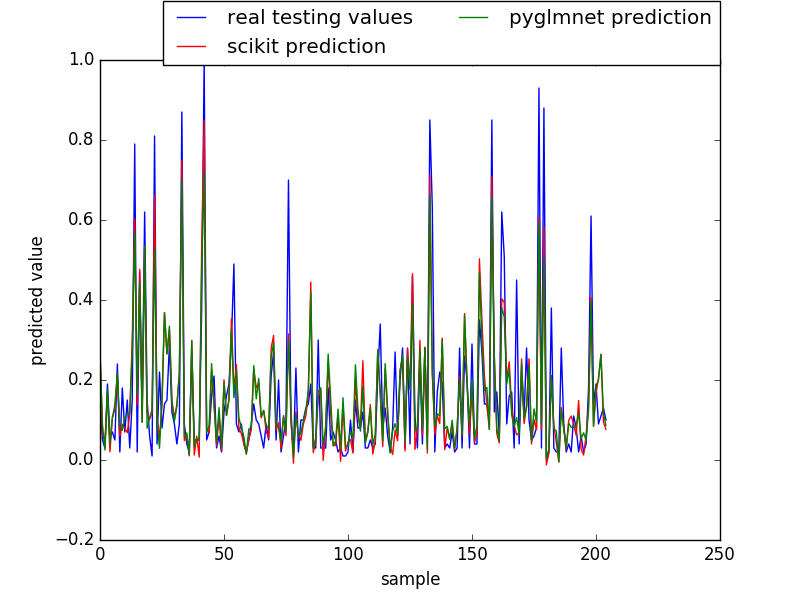 real testing values
pyglmnet prediction
scikit prediction
1.0
0.8
0.6
0.4
0.2
0.0
−0.2
predicted value
0 50 100 150 200 250
sample